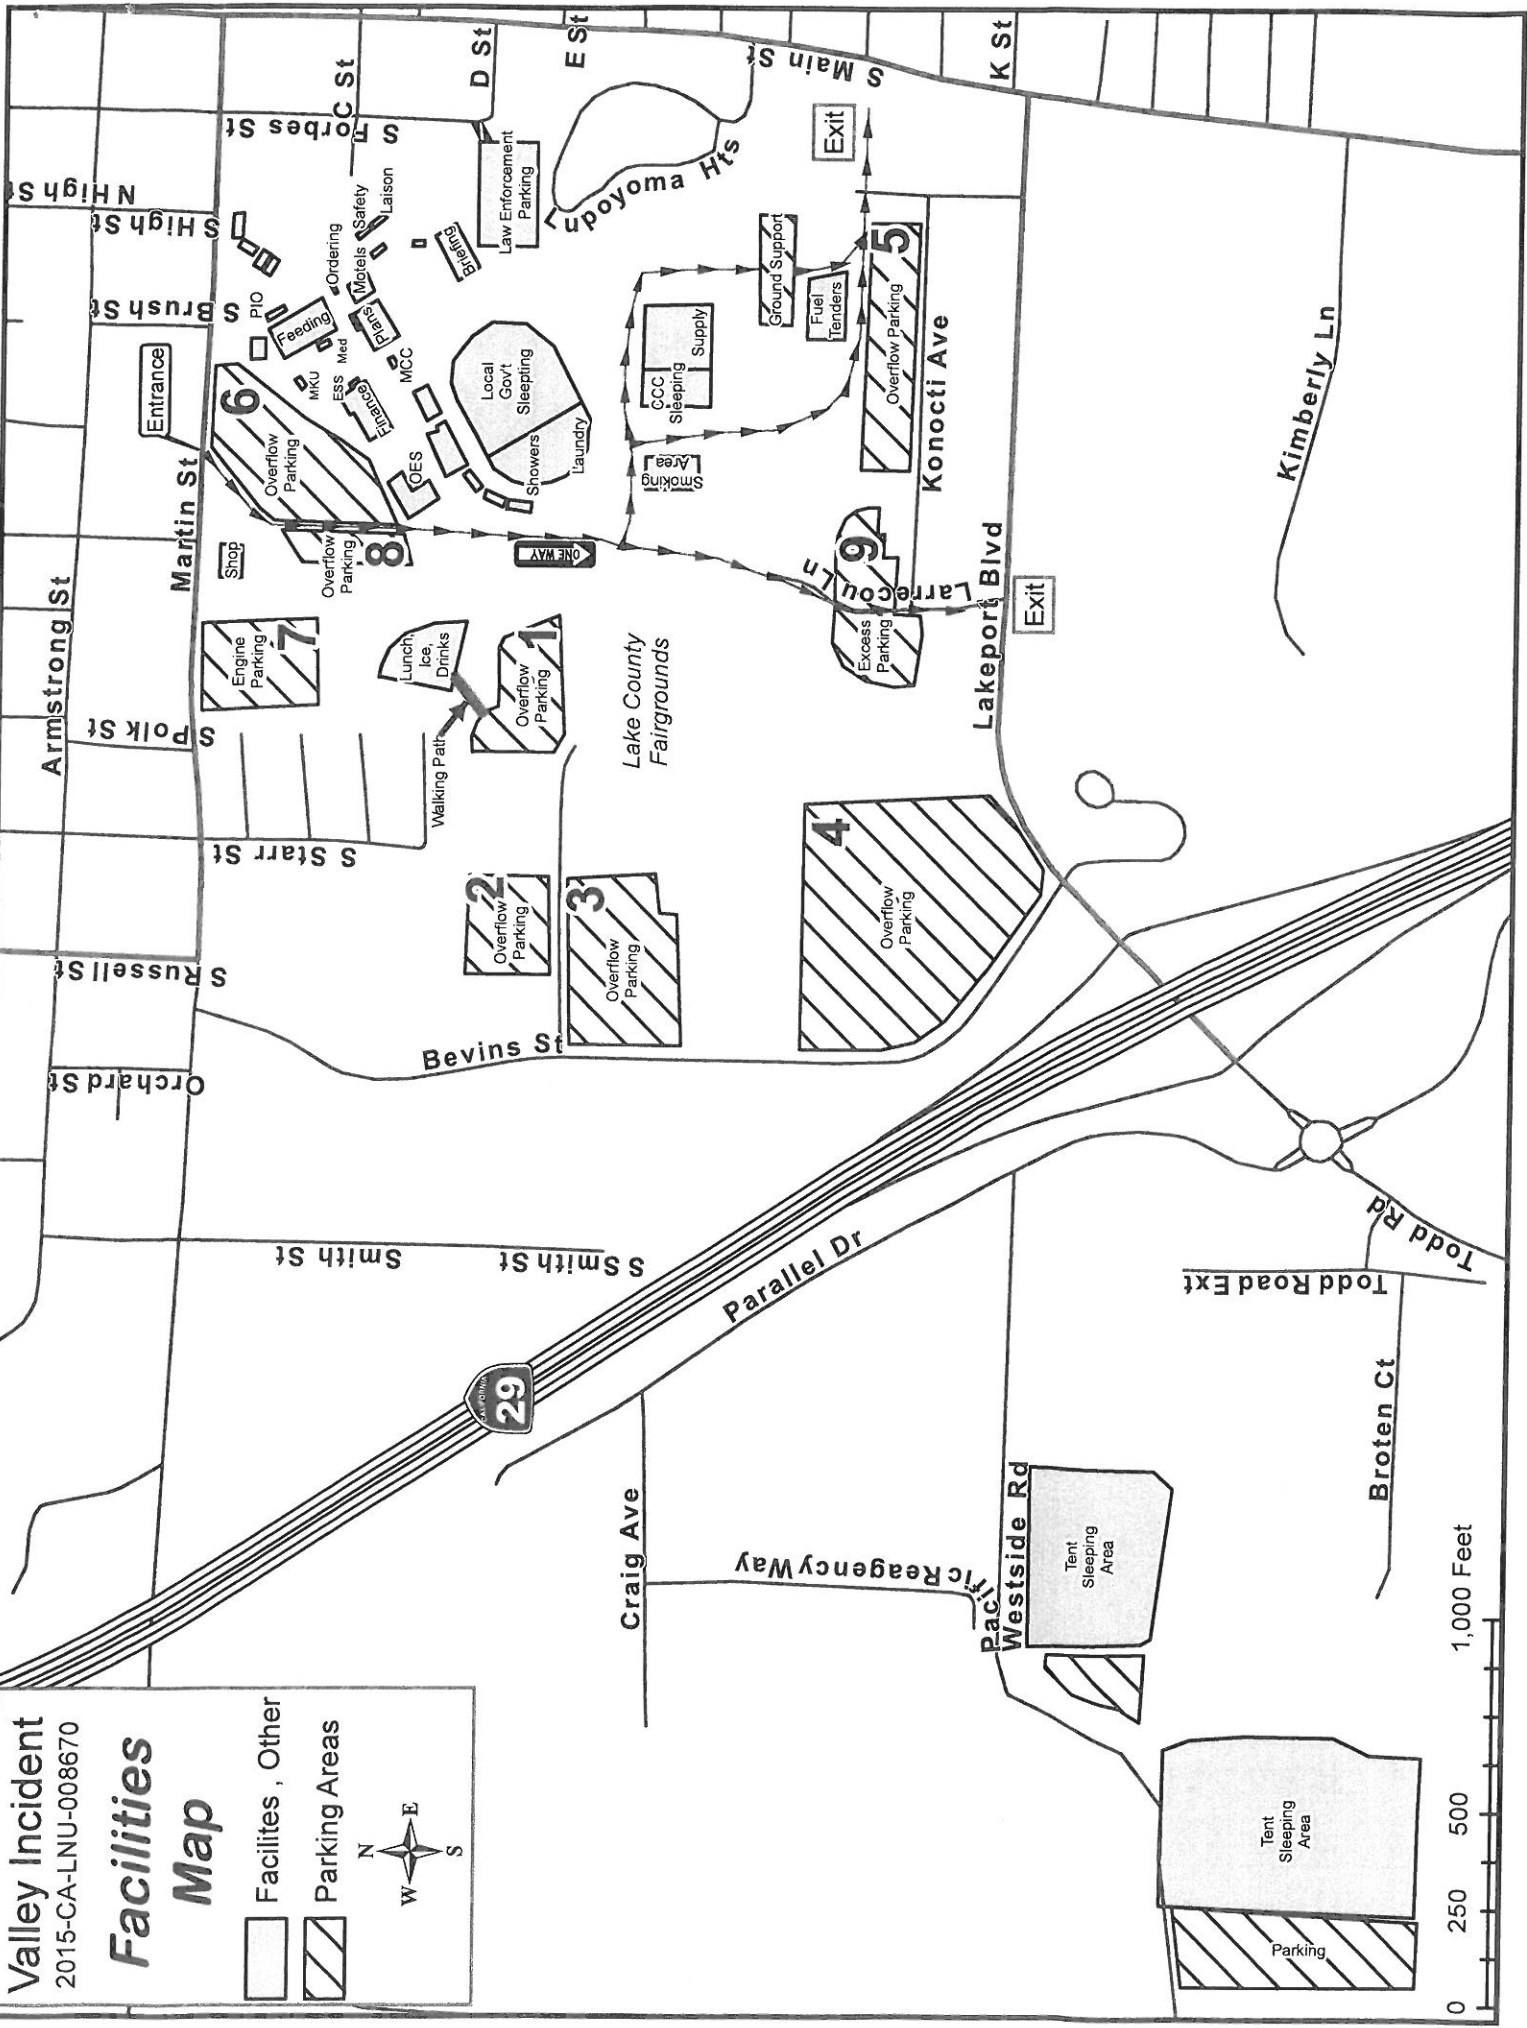 Valley Incident
2015-CA-LNU-008670
Facilities
Map
Facilites , Other
Parking Areas
N
W
E
S
0
250
500
1,000 Feet
Armstrong St
Martin St
Orchard St
S Russell St
S Starr St
S Polk St
S Brush St
S High St
N High St
S Forbes St
C St
D St
E St
K St
S Main St
Smith St
S Smith St
Bevins St
Parallel Dr
CALIFORNIA
29
Craig Ave
Pacific Reagency Way
Westside Rd
Todd Rd
Todd Road Ext
Broten Ct
Kimberly Ln
Lakeport Blvd
Konocti Ave
Larrecou Ln
Lupoyoma Hts
Entrance
Exit
Exit
ONE WAY
Lake County
Fairgrounds
Walking Path
Lunch,
Ice,
Drinks
1
Overflow
Parking
2
Overflow
Parking
3
Overflow
Parking
4
Overflow
Parking
5
Overflow Parking
6
Overflow
Parking
7
Engine
Parking
8
Overflow
Parking
9
Excess
Parking
Shop
PIO
Feeding
Med
MKU
ESS
Finance
MCC
Plans
Ordering
Motels
Safety
Laison
Briefing
Law Enforcement
Parking
OES
Local
Gov't
Sleepting
Showers
Laundry
Smoking
Area
CCC
Sleeping
Supply
Ground Support
Fuel
Tenders
Tent
Sleeping
Area
Tent
Sleeping
Area
Parking